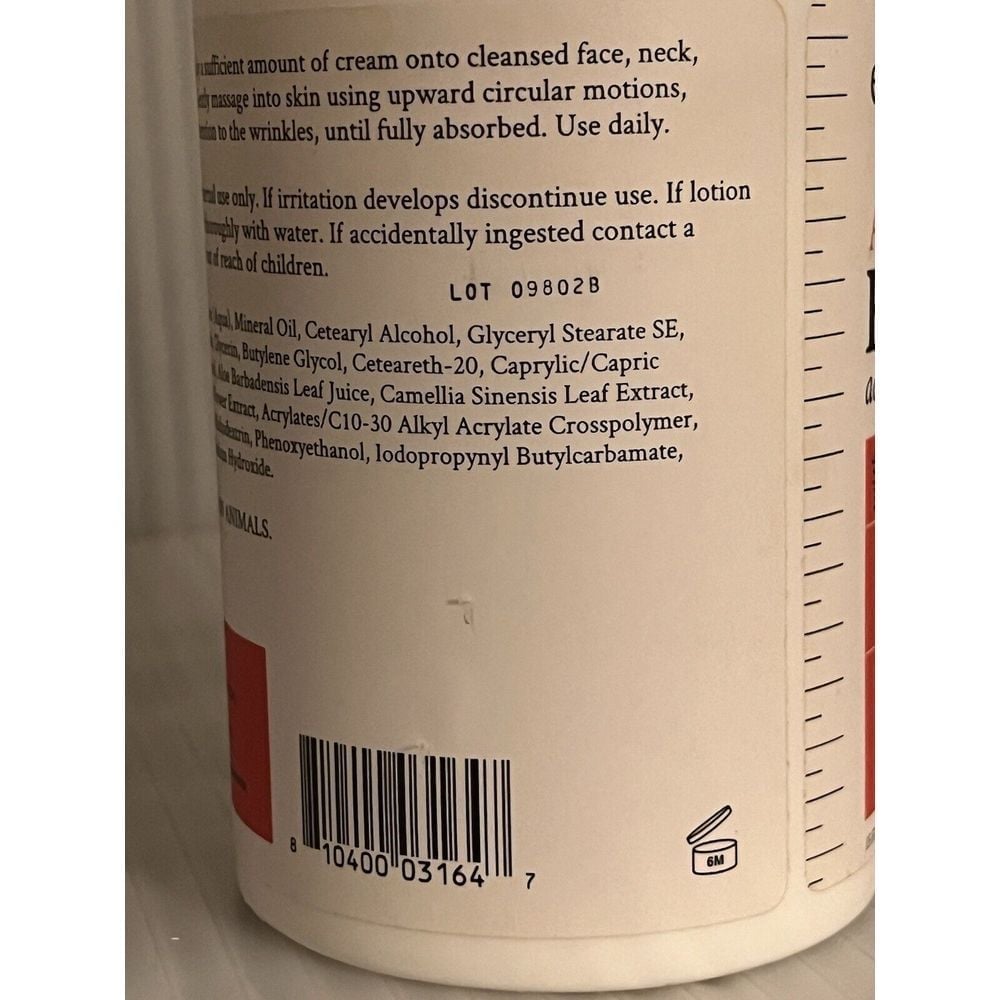 sufficient amount of cream onto cleansed face, neck,
massage into skin using upward circular motions,
to the wrinkles, until fully absorbed. Use daily.
use only. If irritation develops discontinue use. If lotion
with water. If accidentally ingested contact a
of reach of children.
LOT 09802B
Mineral Oil, Cetearyl Alcohol, Glyceryl Stearate SE,
Butylene Glycol, Ceteareth-20, Caprylic/Capric
Aloe Barbadensis Leaf Juice, Camellia Sinensis Leaf Extract,
Extract, Acrylates/C10-30 Alkyl Acrylate Crosspolymer,
Phenoxyethanol, Iodopropynyl Butylcarbamate,
Hydroxide.
ANIMALS.
8 10400 03164 7
6M